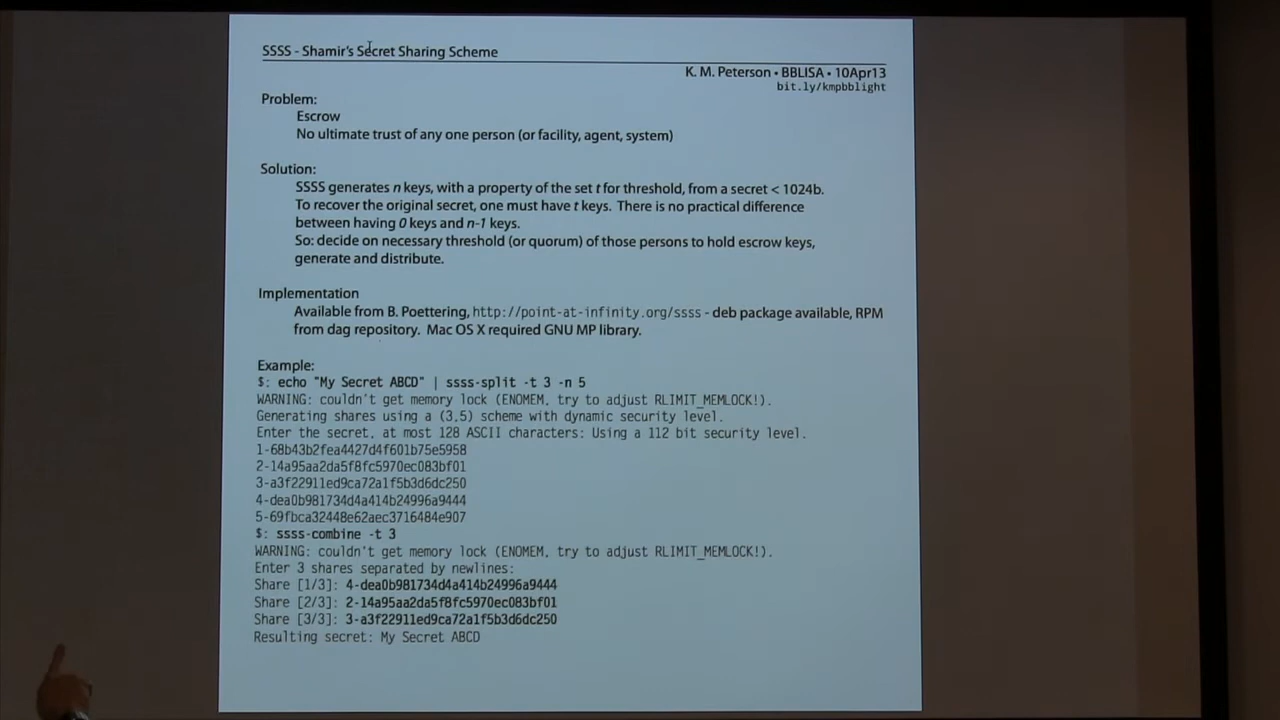 SSSS - Shamir's Secret Sharing Scheme
K. M. Peterson • BBLISA • 10Apr13
bit.ly/kmpbblight
Problem:
Escrow
No ultimate trust of any one person (or facility, agent, system)
Solution:
SSSS generates n keys, with a property of the set t for threshold, from a secret < 1024b.
To recover the original secret, one must have t keys. There is no practical difference
between having 0 keys and n-1 keys.
So: decide on necessary threshold (or quorum) of those persons to hold escrow keys,
generate and distribute.
Implementation
Available from B. Poettering, http://point-at-infinity.org/ssss - deb package available, RPM
from dag repository. Mac OS X required GNU MP library.
Example:
$: echo "My Secret ABCD" | ssss-split -t 3 -n 5
WARNING: couldn't get memory lock (ENOMEM, try to adjust RLIMIT_MEMLOCK!).
Generating shares using a (3,5) scheme with dynamic security level.
Enter the secret, at most 128 ASCII characters: Using a 112 bit security level.
1-68b43b2fea4427d4f601b75e5958
2-14a95aa2da5f8fc5970ec083bf01
3-a3f22911ed9ca72a1f5b3d6dc250
4-dea0b981734d4a414b24996a9444
5-69fbca32448e62aec3716484e907
$: ssss-combine -t 3
WARNING: couldn't get memory lock (ENOMEM, try to adjust RLIMIT_MEMLOCK!).
Enter 3 shares separated by newlines:
Share [1/3]: 4-dea0b981734d4a414b24996a9444
Share [2/3]: 2-14a95aa2da5f8fc5970ec083bf01
Share [3/3]: 3-a3f22911ed9ca72a1f5b3d6dc250
Resulting secret: My Secret ABCD